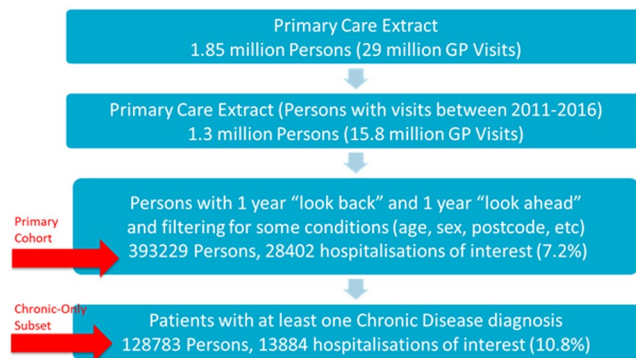 Primary Care Extract
1.85 million Persons (29 million GP Visits)
Primary Care Extract (Persons with visits between 2011-2016)
1.3 million Persons (15.8 million GP Visits)
Persons with 1 year “look back” and 1 year “look ahead”
and filtering for some conditions (age, sex, postcode, etc)
393229 Persons, 28402 hospitalisations of interest (7.2%)
Primary
Cohort
Patients with at least one Chronic Disease diagnosis
128783 Persons, 13884 hospitalisations of interest (10.8%)
Chronic-Only
Subset